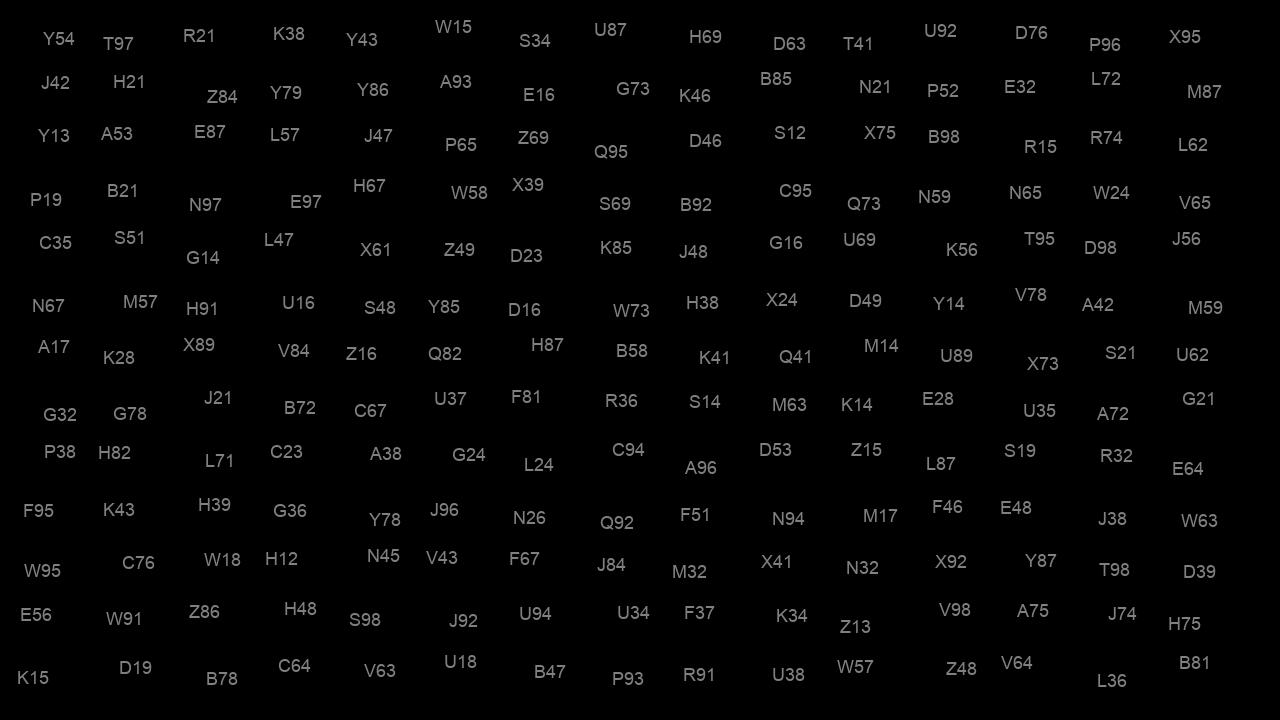 Y54 T97 R21 K38 Y43 W15 S34 U87 H69 D63 T41 U92 D76 P96 X95
J42 H21 Z84 Y79 Y86 A93 E16 G73 K46 B85 N21 P52 E32 L72 M87
Y13 A53 E87 L57 J47 P65 Z69 Q95 D46 S12 X75 B98 R15 R74 L62
P19 B21 N97 E97 H67 W58 X39 S69 B92 C95 Q73 N59 N65 W24 V65
C35 S51 G14 L47 X61 Z49 D23 K85 J48 G16 U69 K56 T95 D98 J56
N67 M57 H91 U16 S48 Y85 D16 W73 H38 X24 D49 Y14 V78 A42 M59
A17 K28 X89 V84 Z16 Q82 H87 B58 K41 Q41 M14 U89 X73 S21 U62
G32 G78 J21 B72 C67 U37 F81 R36 S14 M63 K14 E28 U35 A72 G21
P38 H82 L71 C23 A38 G24 L24 C94 A96 D53 Z15 L87 S19 R32 E64
F95 K43 H39 G36 Y78 J96 N26 Q92 F51 N94 M17 F46 E48 J38 W63
W95 C76 W18 H12 N45 V43 F67 J84 M32 X41 N32 X92 Y87 T98 D39
E56 W91 Z86 H48 S98 J92 U94 U34 F37 K34 Z13 V98 A75 J74 H75
K15 D19 B78 C64 V63 U18 B47 P93 R91 U38 W57 Z48 V64 L36 B81